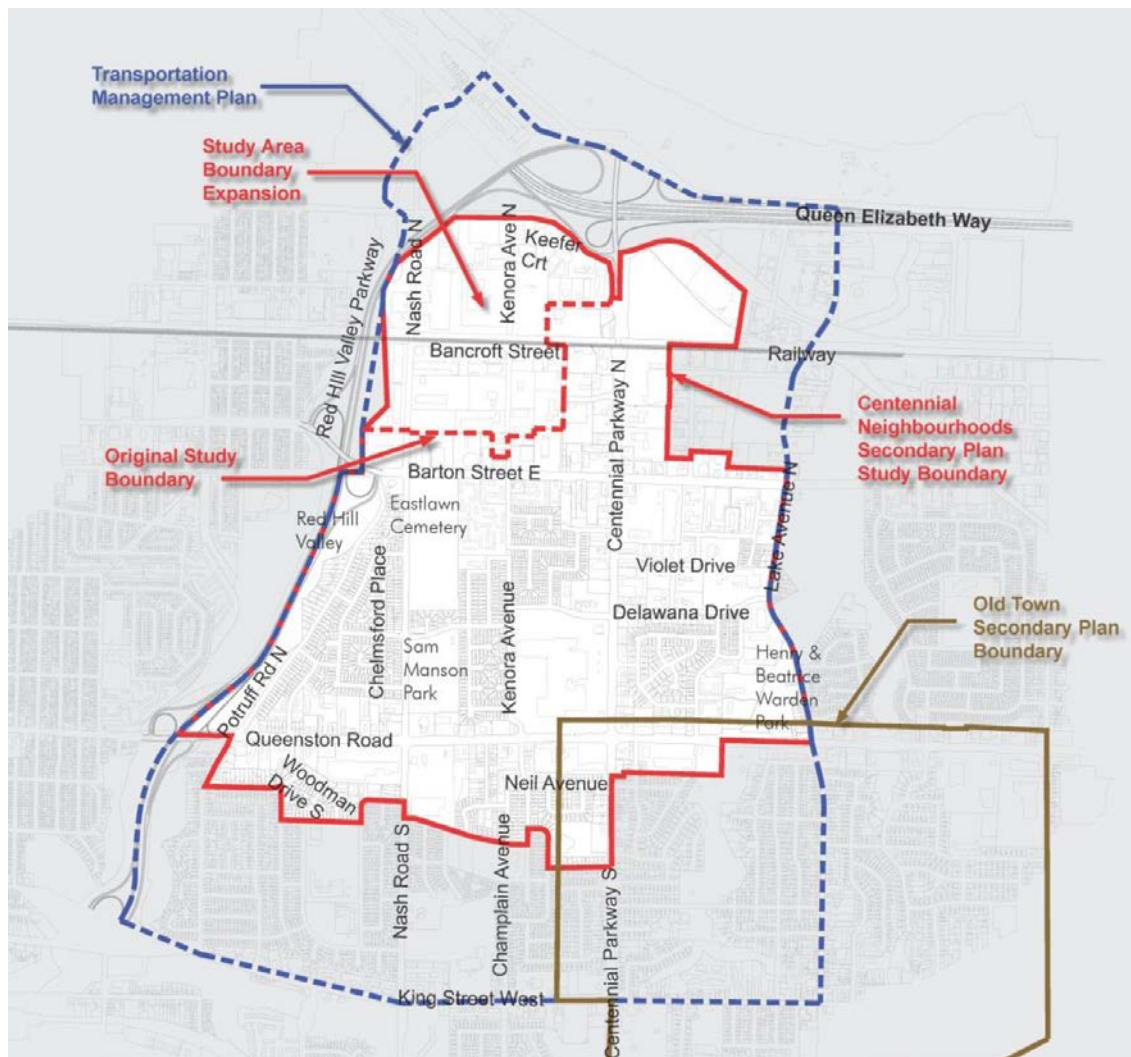 Transportation
Management Plan
Study Area
Boundary
Expansion
Queen Elizabeth Way
Nash Road N
Kenora Ave N
Keefer
Crt
Red Hill Valley Parkway
Bancroft Street
Railway
Centennial Parkway N
Centennial
Neighbourhoods
Secondary Plan
Study Boundary
Original Study
Boundary
Barton Street E
Eastlawn
Cemetery
Red Hill
Valley
Lake Avenue N
Violet Drive
Chelmsford Place
Delawana Drive
Old Town
Secondary Plan
Boundary
Sam
Manson
Park
Kenora Avenue
Henry &
Beatrice
Warden
Park
Potruff Rd N
Queenston Road
Woodman
Drive S
Neil Avenue
Nash Road S
Champlain Avenue
Centennial Parkway S
King Street West